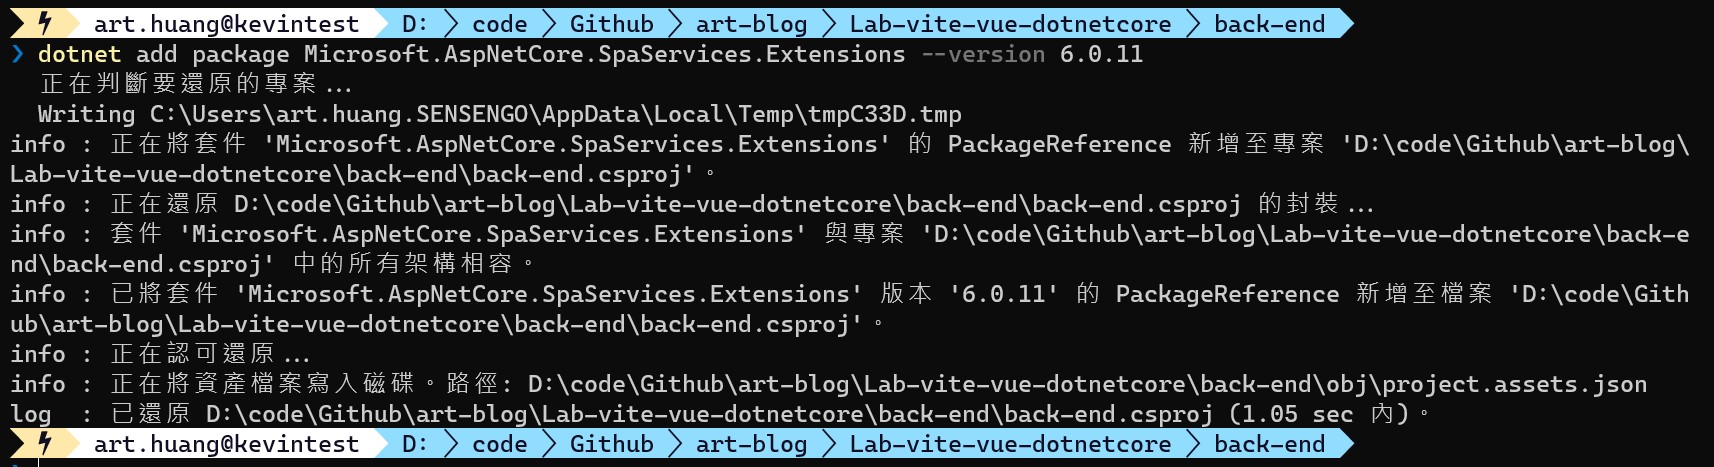 art.huang@kevintest D: code Github art-blog Lab-vite-vue-dotnetcore back-end
❯ dotnet add package Microsoft.AspNetCore.SpaServices.Extensions --version 6.0.11
正在判斷要還原的專案...
Writing C:\Users\art.huang.SENSENGO\AppData\Local\Temp\tmpC33D.tmp
info : 正在將套件 'Microsoft.AspNetCore.SpaServices.Extensions' 的 PackageReference 新增至專案 'D:\code\Github\art-blog\
Lab-vite-vue-dotnetcore\back-end\back-end.csproj'。
info : 正在還原 D:\code\Github\art-blog\Lab-vite-vue-dotnetcore\back-end\back-end.csproj 的封裝...
info : 套件 'Microsoft.AspNetCore.SpaServices.Extensions' 與專案 'D:\code\Github\art-blog\Lab-vite-vue-dotnetcore\back-e
nd\back-end.csproj' 中的所有架構相容。
info : 已將套件 'Microsoft.AspNetCore.SpaServices.Extensions' 版本 '6.0.11' 的 PackageReference 新增至檔案 'D:\code\Gith
ub\art-blog\Lab-vite-vue-dotnetcore\back-end\back-end.csproj'。
info : 正在認可還原...
info : 正在將資產檔案寫入磁碟。路徑: D:\code\Github\art-blog\Lab-vite-vue-dotnetcore\back-end\obj\project.assets.json
log  : 已還原 D:\code\Github\art-blog\Lab-vite-vue-dotnetcore\back-end\back-end.csproj (1.05 sec 內)。
art.huang@kevintest D: code Github art-blog Lab-vite-vue-dotnetcore back-end